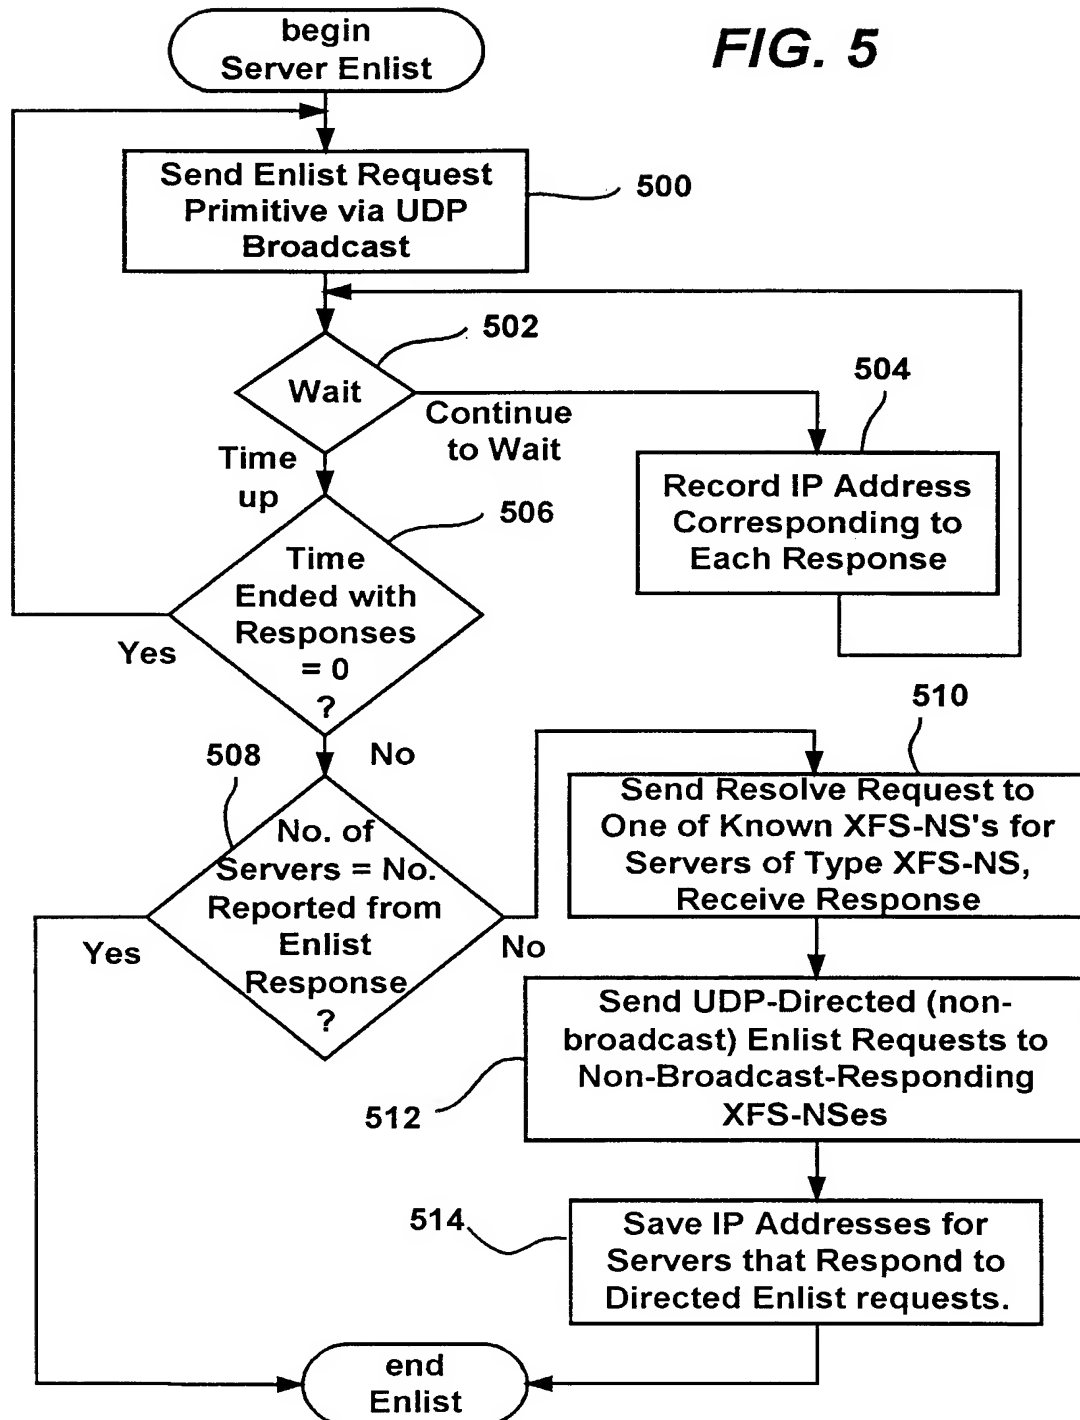 begin
Server Enlist
FIG. 5
Send Enlist Request
Primitive via UDP
Broadcast
500
502
Wait
Continue
to Wait
504
Record IP Address
Corresponding to
Each Response
Time
up
506
Time
Ended with
Responses
= 0
?
Yes
No
508
No. of
Servers = No.
Reported from
Enlist
Response
?
Yes
No
510
Send Resolve Request to
One of Known XFS-NS's for
Servers of Type XFS-NS,
Receive Response
Send UDP-Directed (non-
broadcast) Enlist Requests to
Non-Broadcast-Responding
XFS-NSes
512
514
Save IP Addresses for
Servers that Respond to
Directed Enlist requests.
end
Enlist